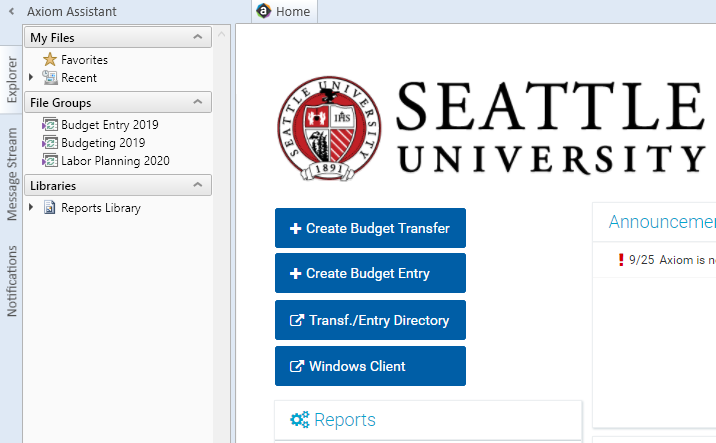 Axiom Assistant
Home
My Files
Favorites
Recent
File Groups
Budget Entry 2019
Budgeting 2019
Labor Planning 2020
Libraries
Reports Library
Explorer
Message Stream
Notifications
SEATTLE UNIVERSITY
IHS
1891
SEATTLE
UNIVERSITY
Create Budget Transfer
Create Budget Entry
Transf./Entry Directory
Windows Client
Announcemen
9/25 Axiom is n
Reports